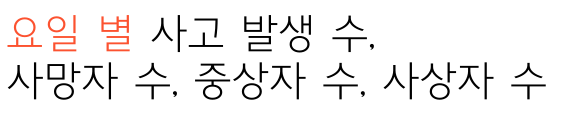 요일 별 사고 발생 수,
사망자 수, 중상자 수, 사상자 수